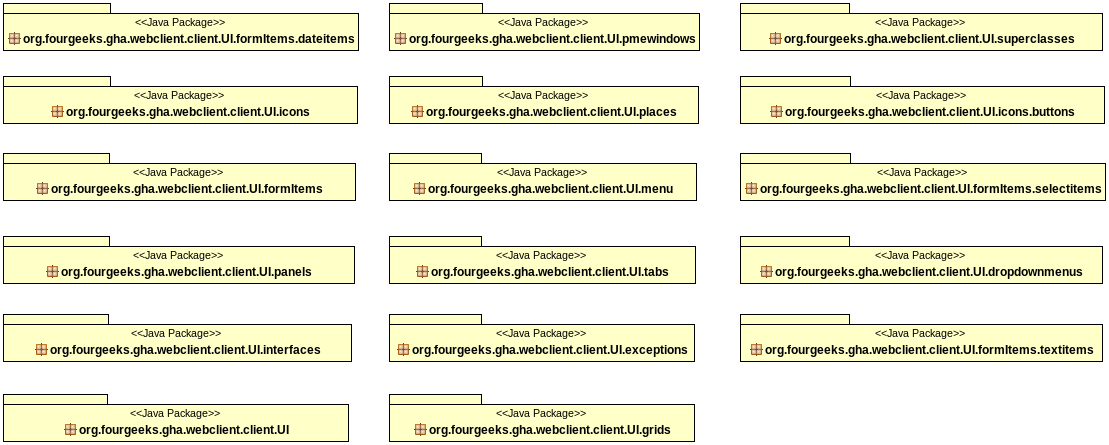 <<Java Package>>
org.fourgeeks.gha.webclient.client.UI.formItems.dateitems
<<Java Package>>
org.fourgeeks.gha.webclient.client.UI.pmewindows
<<Java Package>>
org.fourgeeks.gha.webclient.client.UI.superclasses
<<Java Package>>
org.fourgeeks.gha.webclient.client.UI.icons
<<Java Package>>
org.fourgeeks.gha.webclient.client.UI.places
<<Java Package>>
org.fourgeeks.gha.webclient.client.UI.icons.buttons
<<Java Package>>
org.fourgeeks.gha.webclient.client.UI.formItems
<<Java Package>>
org.fourgeeks.gha.webclient.client.UI.menu
<<Java Package>>
org.fourgeeks.gha.webclient.client.UI.formItems.selectitems
<<Java Package>>
org.fourgeeks.gha.webclient.client.UI.panels
<<Java Package>>
org.fourgeeks.gha.webclient.client.UI.tabs
<<Java Package>>
org.fourgeeks.gha.webclient.client.UI.dropdownmenus
<<Java Package>>
org.fourgeeks.gha.webclient.client.UI.interfaces
<<Java Package>>
org.fourgeeks.gha.webclient.client.UI.exceptions
<<Java Package>>
org.fourgeeks.gha.webclient.client.UI.formItems.textitems
<<Java Package>>
org.fourgeeks.gha.webclient.client.UI
<<Java Package>>
org.fourgeeks.gha.webclient.client.UI.grids